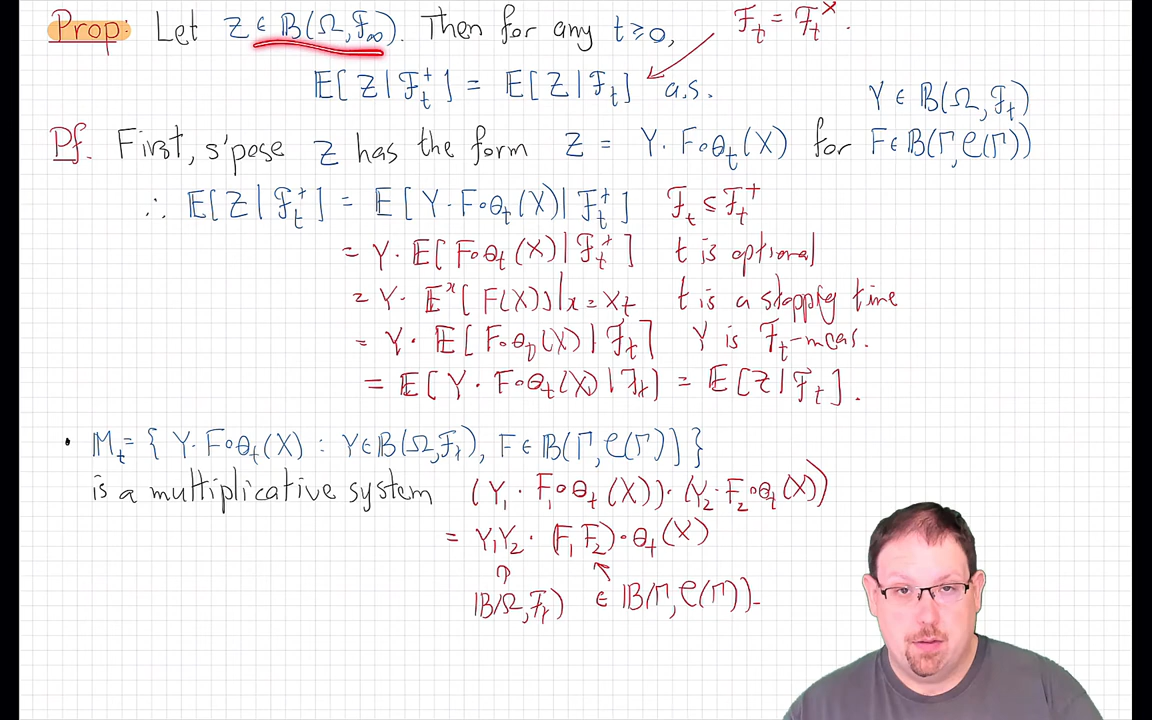 Prop: Let Z ∈ 𝔹(Ω, ℱ∞). Then for any t ≥ 0, ℱ_t = ℱ_t^X.
𝔼[Z | ℱ_t^+] = 𝔼[Z | ℱ_t] a.s.
Y ∈ 𝔹(Ω, ℱ_t)
Pf. First, s'pose Z has the form Z = Y · F∘θ_t(X) for F ∈ 𝔹(Γ, 𝒞(Γ))
∴ 𝔼[Z | ℱ_t^+] = 𝔼[Y · F∘θ_t(X) | ℱ_t^+] ℱ_t ⊆ ℱ_t^+
= Y · 𝔼[F∘θ_t(X) | ℱ_t^+] t is optional
= Y · 𝔼^x[F(X)]|_{x = X_t} t is a stopping time
= Y · 𝔼[F∘θ_t(X) | ℱ_t] Y is ℱ_t-meas.
= 𝔼[Y · F∘θ_t(X) | ℱ_t] = 𝔼[Z | ℱ_t].
• 𝕄_t = { Y · F∘θ_t(X) : Y ∈ 𝔹(Ω, ℱ_t), F ∈ 𝔹(Γ, 𝒞(Γ)) }
is a multiplicative system (Y_1 · F_1∘θ_t(X)) · (Y_2 · F_2∘θ_t(X))
= Y_1Y_2 · (F_1F_2)∘θ_t(X)
𝔹(Ω, ℱ_t) ∈ 𝔹(Γ, 𝒞(Γ)).